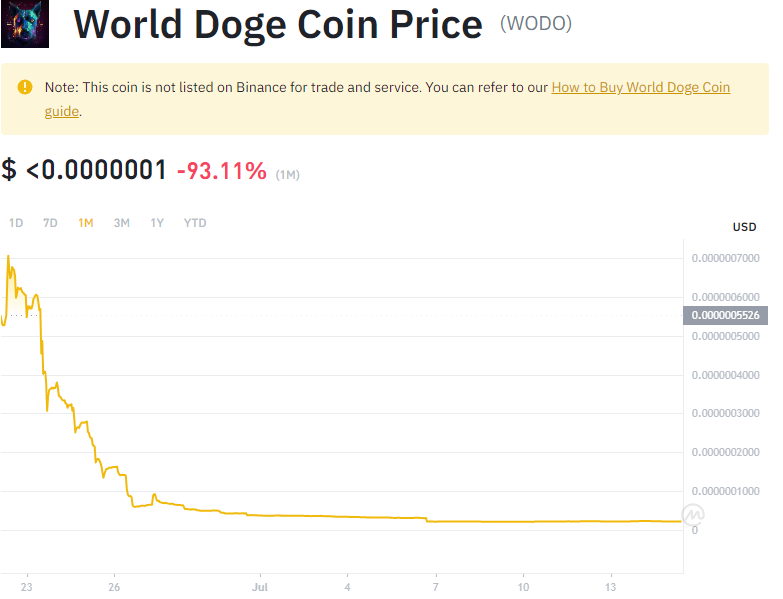 World Doge Coin Price (WODO)
Note: This coin is not listed on Binance for trade and service. You can refer to our How to Buy World Doge Coin
guide.
$ <0.0000001 -93.11% (1M)
1D 7D 1M 3M 1Y YTD
USD
0.0000007000
0.0000006000
0.0000005526
0.0000005000
0.0000004000
0.0000003000
0.0000002000
0.0000001000
0
23 26 Jul 4 7 10 13